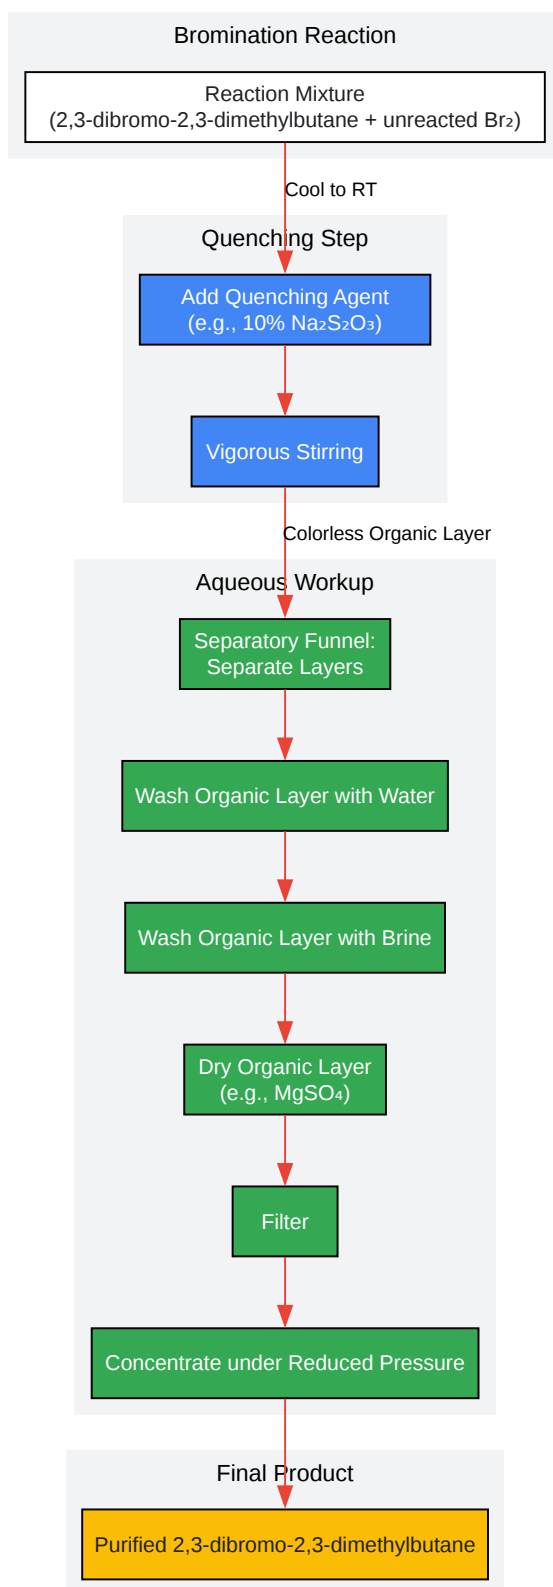 Bromination Reaction
Reaction Mixture
(2,3-dibromo-2,3-dimethylbutane + unreacted Br₂)
Cool to RT
Quenching Step
Add Quenching Agent
(e.g., 10% Na₂S₂O₃)
Vigorous Stirring
Colorless Organic Layer
Aqueous Workup
Separatory Funnel:
Separate Layers
Wash Organic Layer with Water
Wash Organic Layer with Brine
Dry Organic Layer
(e.g., MgSO₄)
Filter
Concentrate under Reduced Pressure
Final Product
Purified 2,3-dibromo-2,3-dimethylbutane